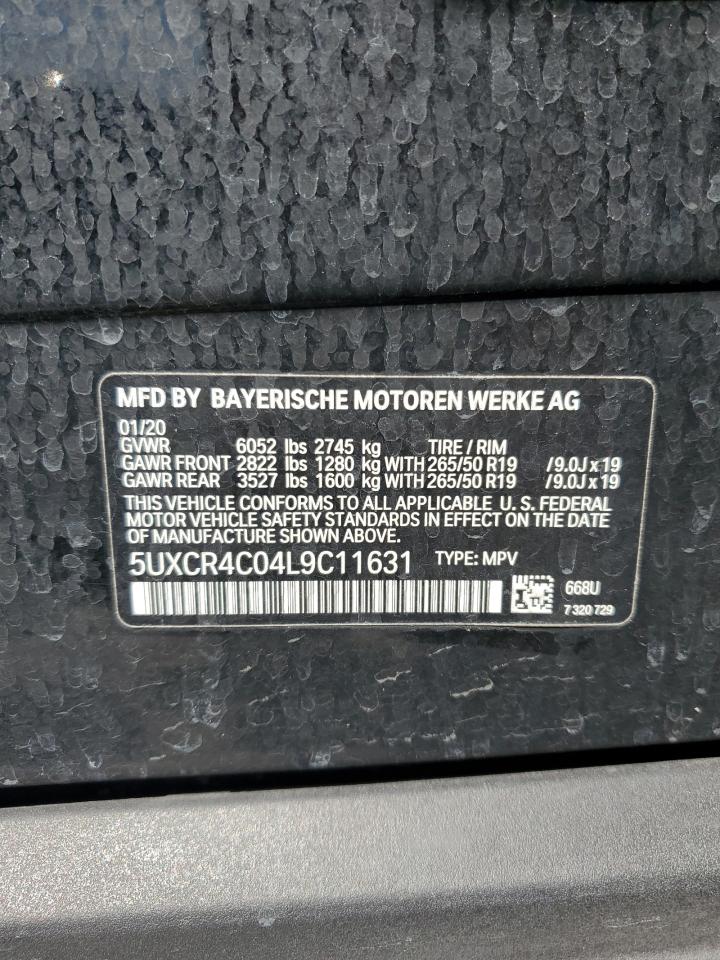 MFD BY BAYERISCHE MOTOREN WERKE AG
01/20
GVWR 6052 lbs 2745 kg TIRE / RIM
GAWR FRONT 2822 lbs 1280 kg WITH 265/50 R19 /9.0J x 19
GAWR REAR 3527 lbs 1600 kg WITH 265/50 R19 /9.0J x 19
THIS VEHICLE CONFORMS TO ALL APPLICABLE U. S. FEDERAL
MOTOR VEHICLE SAFETY STANDARDS IN EFFECT ON THE DATE
OF MANUFACTURE SHOWN ABOVE.
5UXCR4C04L9C11631 TYPE: MPV
668U
7 320 729